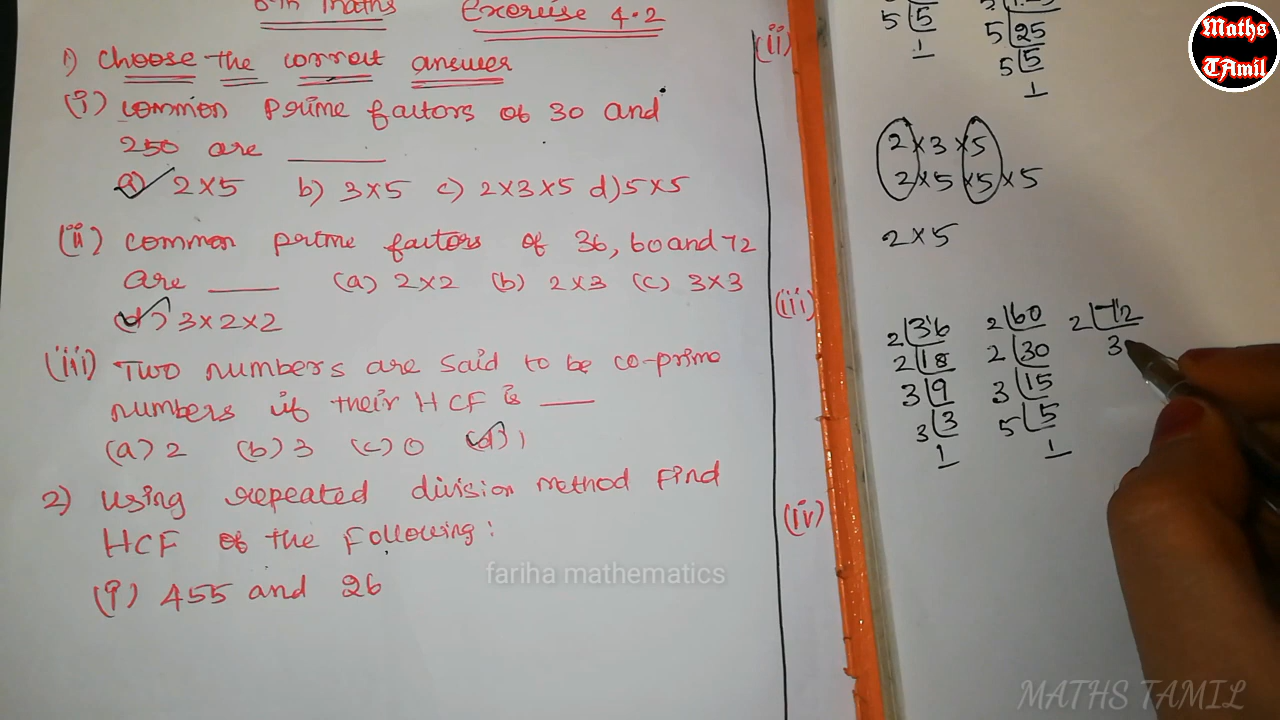 6th Maths Exercise 4.2
1) choose the correct answer
(i) common prime factors of 30 and
250 are ______
a) 2×5 b) 3×5 c) 2×3×5 d) 5×5
(ii) common prime factors of 36, 60 and 72
are ____ (a) 2×2 (b) 2×3 (c) 3×3
(d) 3×2×2
(iii) Two numbers are said to be co-prime
numbers if their HCF is ___
(a) 2 (b) 3 (c) 0 (d) 1
2) using repeated division method find
HCF of the Following:
(i) 455 and 26
fariha mathematics
(ii)
(iii)
(iv)
5 5
1
5 25
5 5
1
2×3×5
2×5×5×5
2×5
2 36
2 18
3 9
3 3
1
2 60
2 30
3 15
5 5
1
2 72
3
Maths
TAmil
MATHS TAMIL